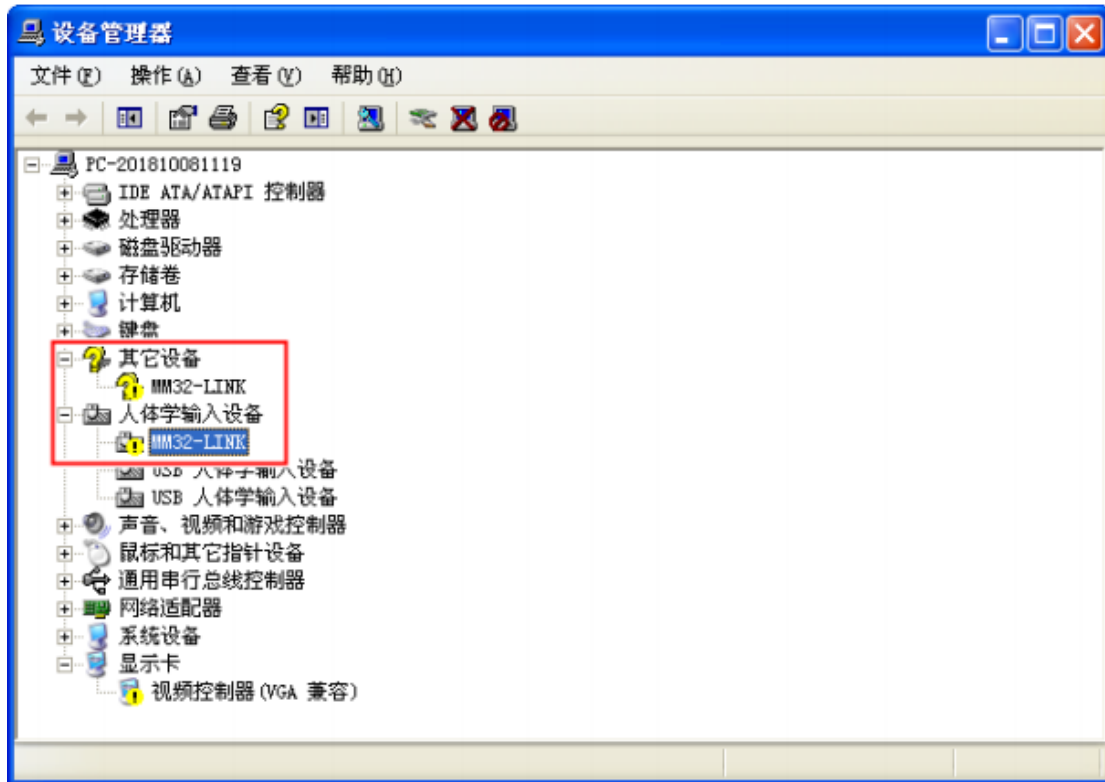 设备管理器
文件(F) 操作(A) 查看(V) 帮助(H)
PC-201810081119
IDE ATA/ATAPI 控制器
处理器
磁盘驱动器
存储卷
计算机
键盘
其它设备
MM32-LINK
人体学输入设备
MM32-LINK
USB 人体学输入设备
USB 人体学输入设备
声音、视频和游戏控制器
鼠标和其它指针设备
通用串行总线控制器
网络适配器
系统设备
显示卡
视频控制器(VGA 兼容)